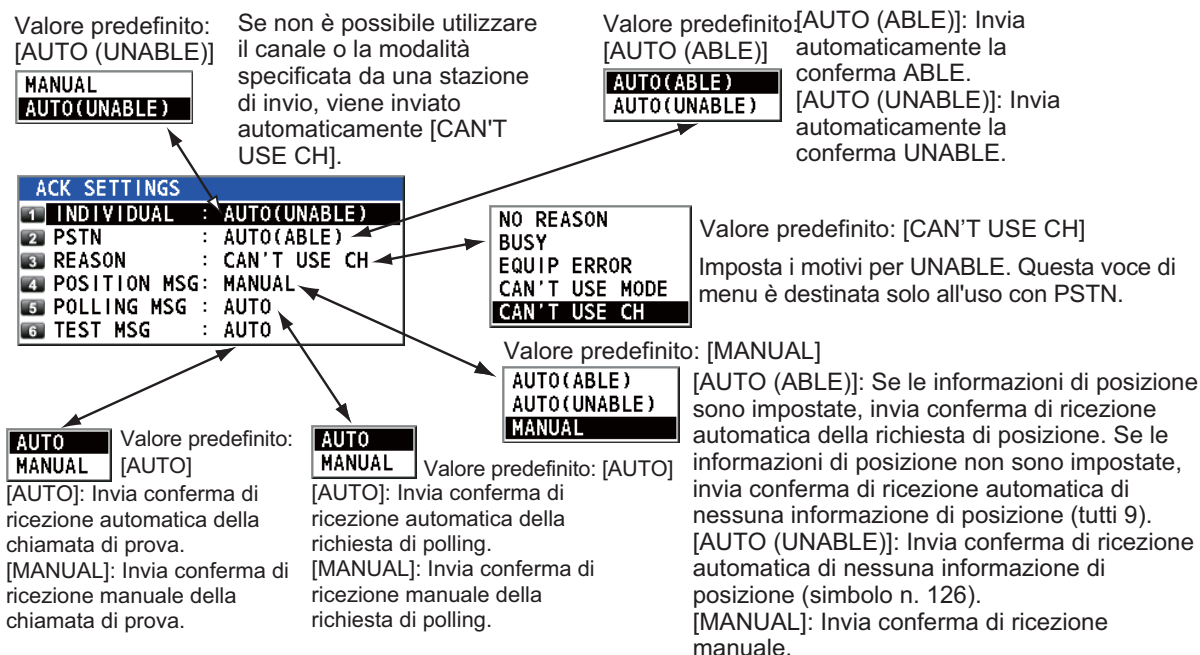 Valore predefinito:
[AUTO (UNABLE)]
MANUAL
AUTO(UNABLE)
Se non è possibile utilizzare
il canale o la modalità
specificata da una stazione
di invio, viene inviato
automaticamente [CAN'T
USE CH].
Valore predefinito:
[AUTO (ABLE)]
AUTO(ABLE)
AUTO(UNABLE)
[AUTO (ABLE)]: Invia
automaticamente la
conferma ABLE.
[AUTO (UNABLE)]: Invia
automaticamente la
conferma UNABLE.
ACK SETTINGS
1 INDIVIDUAL : AUTO(UNABLE)
2 PSTN : AUTO(ABLE)
3 REASON : CAN'T USE CH
4 POSITION MSG: MANUAL
5 POLLING MSG : AUTO
6 TEST MSG : AUTO
NO REASON
BUSY
EQUIP ERROR
CAN'T USE MODE
CAN'T USE CH
Valore predefinito: [CAN’T USE CH]
Imposta i motivi per UNABLE. Questa voce di
menu è destinata solo all'uso con PSTN.
AUTO
MANUAL
Valore predefinito:
[AUTO]
[AUTO]: Invia conferma di
ricezione automatica della
chiamata di prova.
[MANUAL]: Invia conferma di
ricezione manuale della
chiamata di prova.
AUTO
MANUAL
Valore predefinito: [AUTO]
[AUTO]: Invia conferma di
ricezione automatica della
richiesta di polling.
[MANUAL]: Invia conferma di
ricezione manuale della
richiesta di polling.
Valore predefinito: [MANUAL]
AUTO(ABLE)
AUTO(UNABLE)
MANUAL
[AUTO (ABLE)]: Se le informazioni di posizione
sono impostate, invia conferma di ricezione
automatica della richiesta di posizione. Se le
informazioni di posizione non sono impostate,
invia conferma di ricezione automatica di
nessuna informazione di posizione (tutti 9).
[AUTO (UNABLE)]: Invia conferma di ricezione
automatica di nessuna informazione di
posizione (simbolo n. 126).
[MANUAL]: Invia conferma di ricezione
manuale.